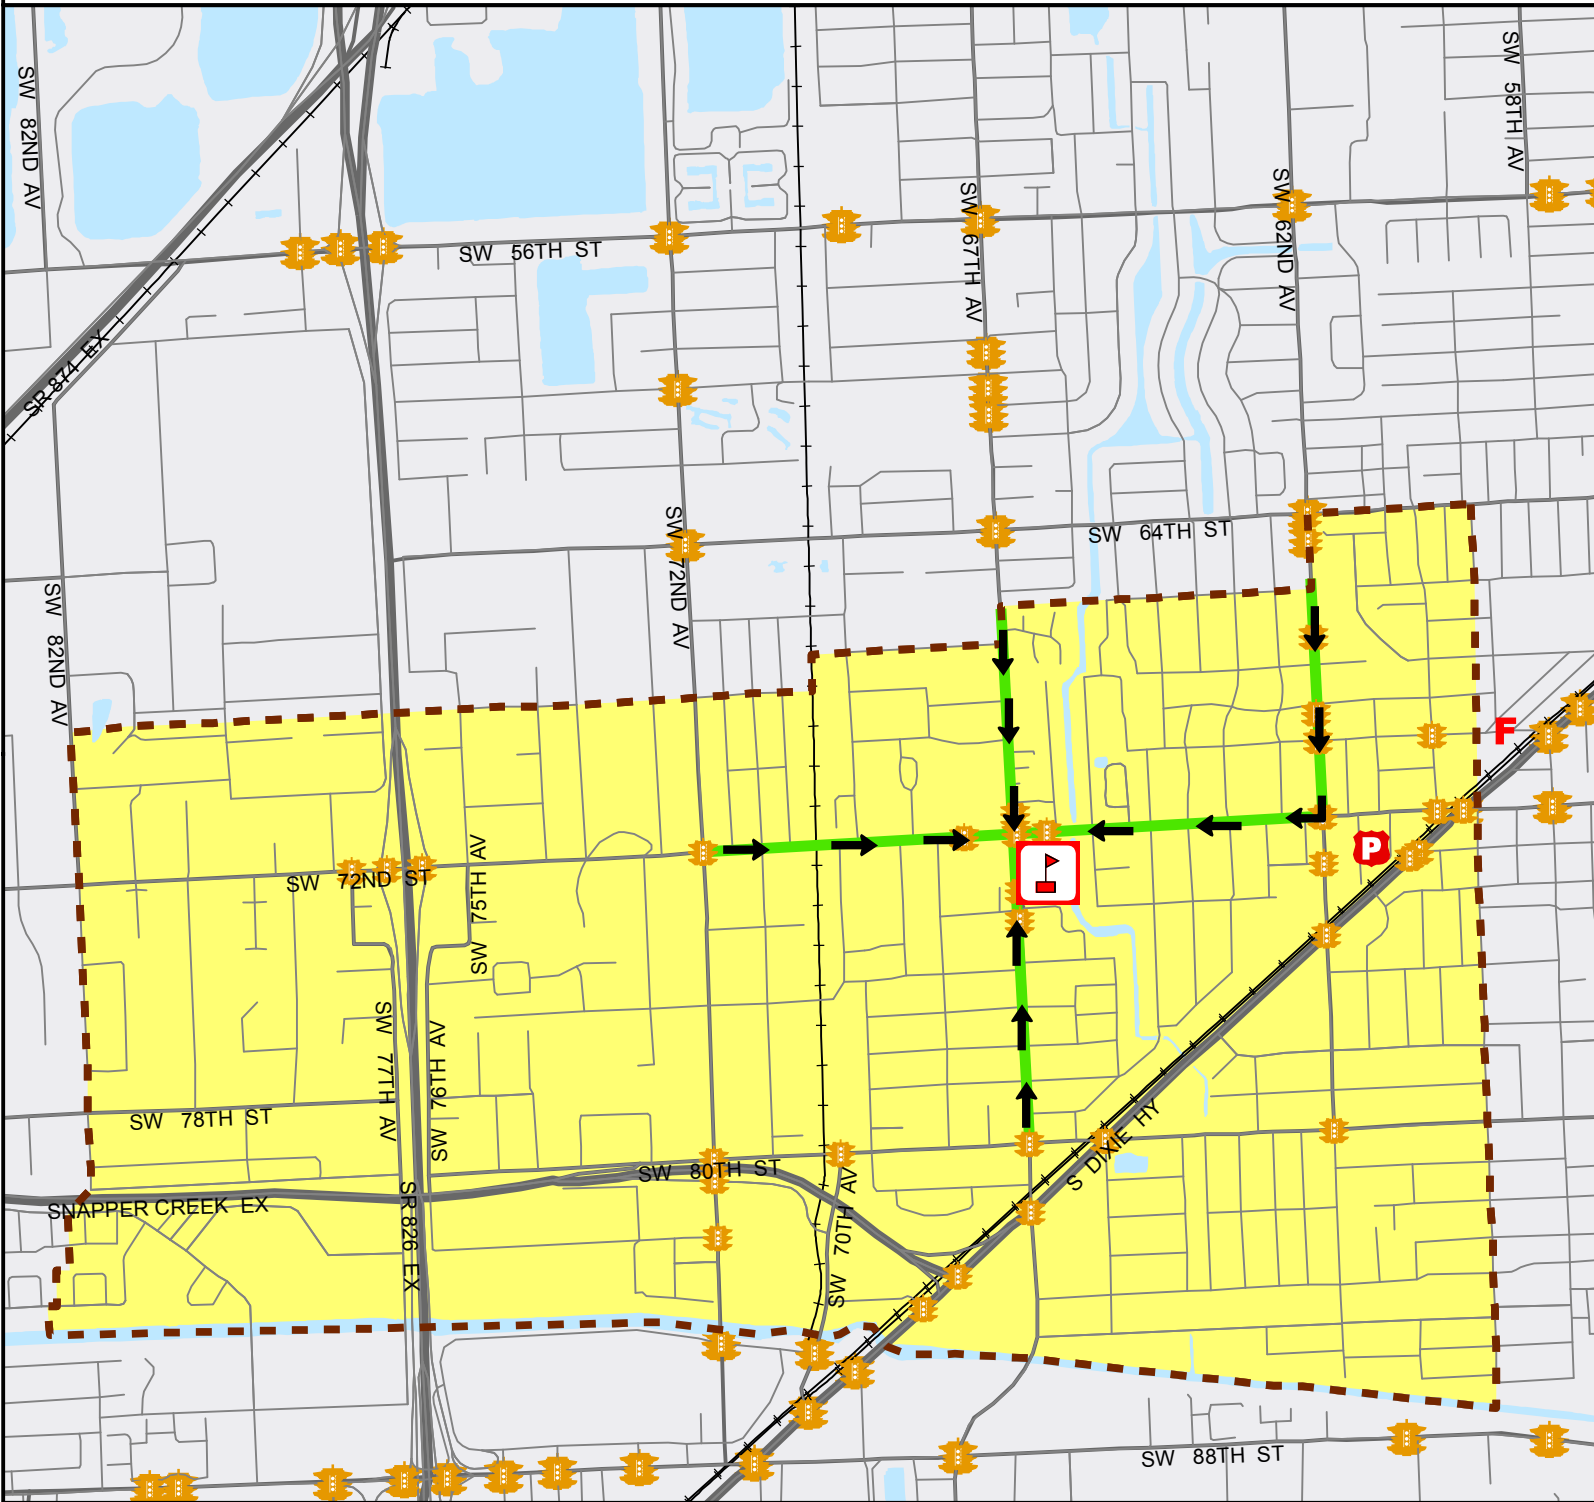 SW 82ND AV
SW 58TH AV
SW 56TH ST
SW 67TH AV
SW 62ND AV
SR 874 EX
SW 72ND AV
SW 64TH ST
SW 82ND AV
F
P
SW 72ND ST
SW 75TH AV
SW 77TH AV
SW 76TH AV
SW 78TH ST
SW 80TH ST
S DIXIE HY
SNAPPER CREEK EX
SR 826 EX
SW 70TH AV
SW 88TH ST